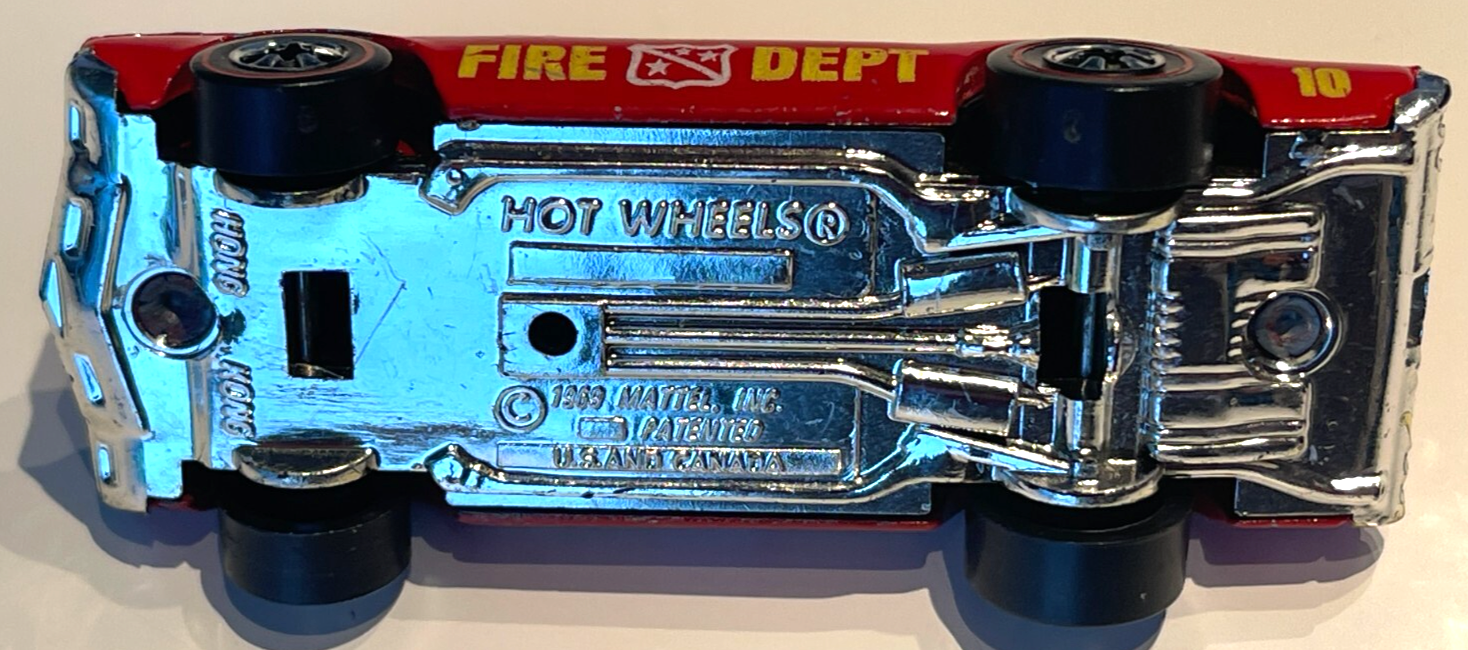 FIRE DEPT 10
HOT WHEELS®
HONG
KONG
© 1969 MATTEL, INC.
PATENTED
U.S. AND CANADA